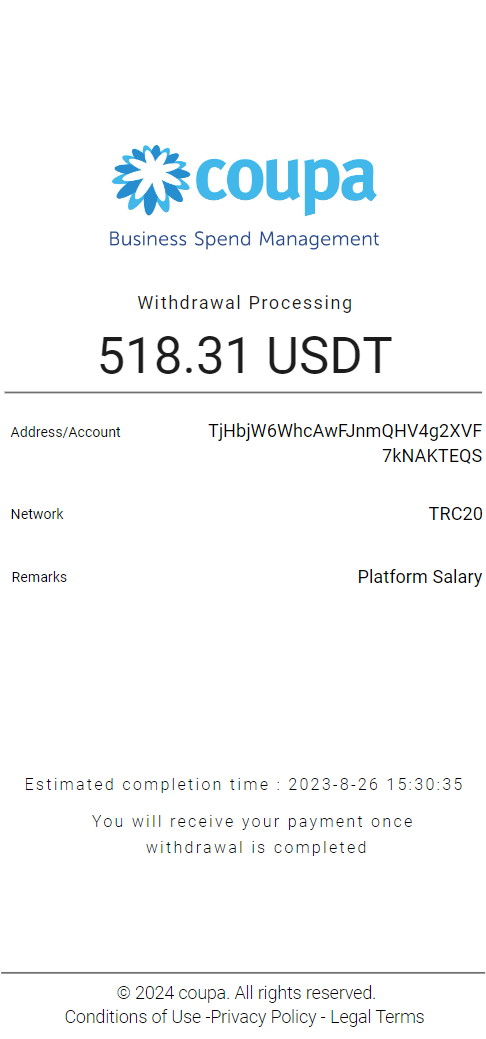 coupa
Business Spend Management
Withdrawal Processing
518.31 USDT
Address/Account TjHbjW6WhcAwFJnmQHV4g2XVF
7kNAKTEQS
Network TRC20
Remarks Platform Salary
Estimated completion time : 2023-8-26 15:30:35
You will receive your payment once
withdrawal is completed
© 2024 coupa. All rights reserved.
Conditions of Use -Privacy Policy - Legal Terms